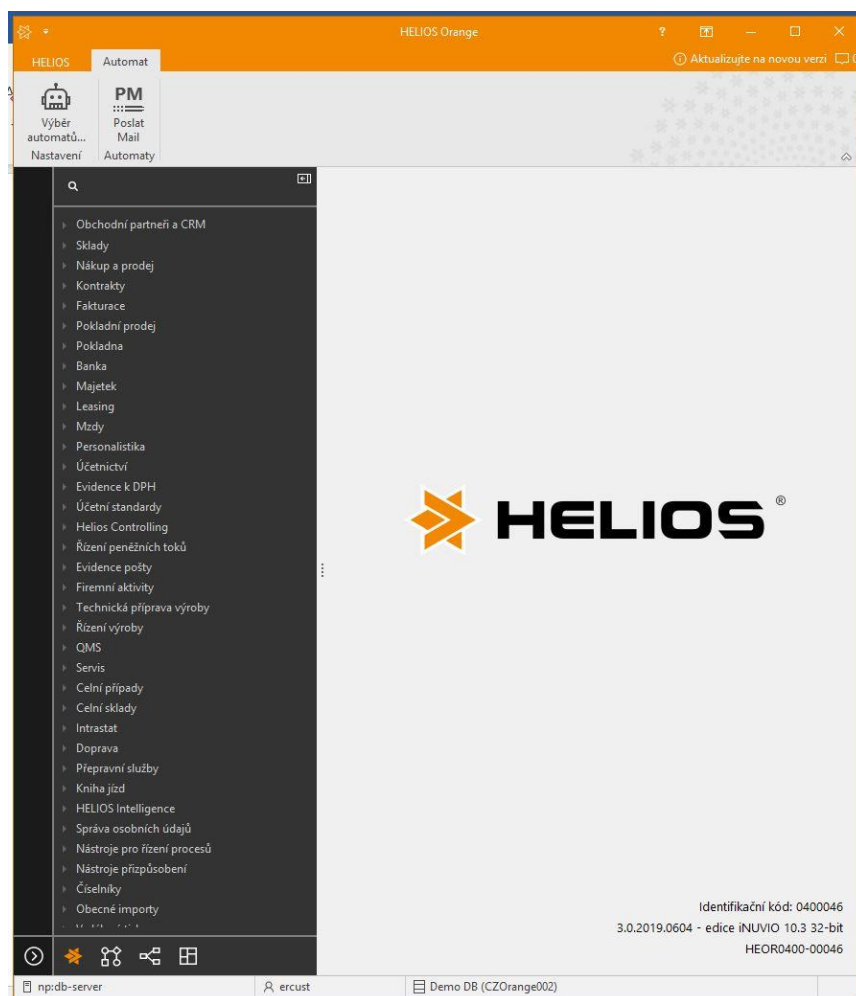 HELIOS Orange
HELIOS
Automat
Aktualizujte na novou verzi
PM
Výběr automatů...
Poslat Mail
Nastavení
Automaty
Obchodní partneři a CRM
Sklady
Nákup a prodej
Kontrakty
Fakturace
Pokladní prodej
Pokladna
Banka
Majetek
Leasing
Mzdy
Personalistika
Účetnictví
Evidence k DPH
Účetní standardy
Helios Controlling
Řízení peněžních toků
Evidence pošty
Firemní aktivity
Technická příprava výroby
Řízení výroby
QMS
Servis
Celní případy
Celní sklady
Intrastat
Doprava
Přepravní služby
Kniha jízd
HELIOS Intelligence
Správa osobních údajů
Nástroje pro řízení procesů
Nástroje přizpůsobení
Číselníky
Obecné importy
HELIOS ®
Identifikační kód: 0400046
3.0.2019.0604 - edice iNUVIO 10.3 32-bit
HEOR0400-00046
np:db-server
ercust
Demo DB (CZOrange002)